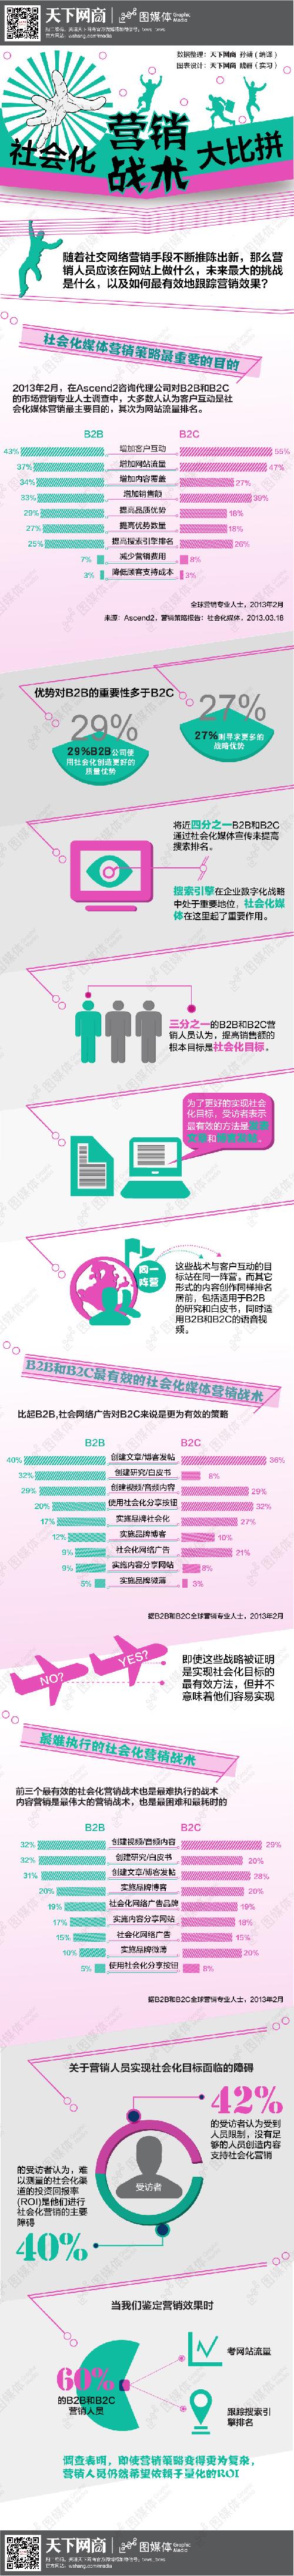 天下网商
图媒体 Graphic Media
数据整理：天下网商 孙婧（编译）
图表设计：天下网商（实习）
社会化
营销
战术
大比拼
随着社交网络营销手段不断推陈出新，那么营
销人员应该在网站上做什么，未来最大的挑战
是什么，以及如何最有效地跟踪营销效果？
社会化媒体营销策略最重要的目的
2013年2月，在Ascend2咨询代理公司对B2B和B2C
的市场营销专业人士调查中，大多数人认为客户互动是社
会化媒体营销最主要目的，其次为网站流量排名。
B2B B2C
43% 增加客户互动 55%
37% 增加网站流量 47%
34% 增加内容覆盖 27%
33% 增加销售额 39%
29% 提高品质优势 18%
27% 提高优势数量 18%
25% 提高搜索引擎排名 26%
7% 减少营销费用 8%
3% 降低顾客支持成本 3%
全球营销专业人士，2013年2月
来源：Ascend2，营销策略报告：社会化媒体，2013.03.18
优势对B2B的重要性多于B2C
29%
29%B2B公司使
用社会化创造更好的
质量优势
27%
27%则寻求更多的
战略优势
将近四分之一B2B和B2C
通过社会化媒体宣传来提高
搜索排名。
搜索引擎在企业数字化战略
中处于重要地位，社会化媒
体在这里起了重要作用。
三分之一的B2B和B2C营
销人员认为，提高销售额的
根本目标是社会化目标。
为了更好的实现社会
化目标，受访者表示
最有效的方法是
和
同一
阵营
这些战术与客户互动的目
标站在同一阵营。而其它
形式的内容创作同样排名
居前，包括适用于B2B
的研究和白皮书，同时适
用B2B和B2C的语音视
频。
B2B和B2C最有效的社会化媒体营销战术
比起B2B,社会网络广告对B2C来说是更为有效的策略
B2B B2C
40% 创建文章/博客发帖 36%
32% 创建研究/白皮书 8%
29% 创建视频/音频内容 29%
20% 使用社会化分享按钮 32%
17% 实施品牌社会化 27%
12% 实施品牌博客 10%
9% 社会化网络广告 21%
9% 实施内容分享网站 8%
5% 实施品牌微薄 3%
据B2B和B2C全球营销专业人士，2013年2月
NO?
YES?
即使这些战略被证明
是实现社会化目标的
最有效方法，但并不
意味着他们容易实现
最难执行的社会化营销战术
前三个最有效的社会化营销战术也是最难执行的战术
内容营销是最伟大的营销战术，也是最困难和最耗时的
B2B B2C
32% 创建视频/音频内容 29%
32% 创建研究/白皮书 20%
31% 创建文章/博客发帖 28%
20% 实施品牌博客 20%
19% 社会化网络广告品牌 19%
17% 实施内容分享网站 18%
15% 社会化网络广告 15%
10% 实施品牌微薄 20%
5% 使用社会化分享按钮 8%
据B2B和B2C全球营销专业人士，2013年2月
关于营销人员实现社会化目标面临的障碍
42%
的受访者认为受到
人员限制，没有足
够的人员创造内容
支持社会化营销
受访者
的受访者认为，难
以测量的社会化渠
道的投资回报率
(ROI)是他们进行
社会化营销的主要
障碍
40%
当我们鉴定营销效果时
60%
的B2B和B2C
营销人员
考网站流量
跟踪搜索引
擎排名
调查表明，即使营销策略变得更为复杂，
营销人员仍然希望依赖于量化的ROI
天下网商
图媒体 Graphic Media